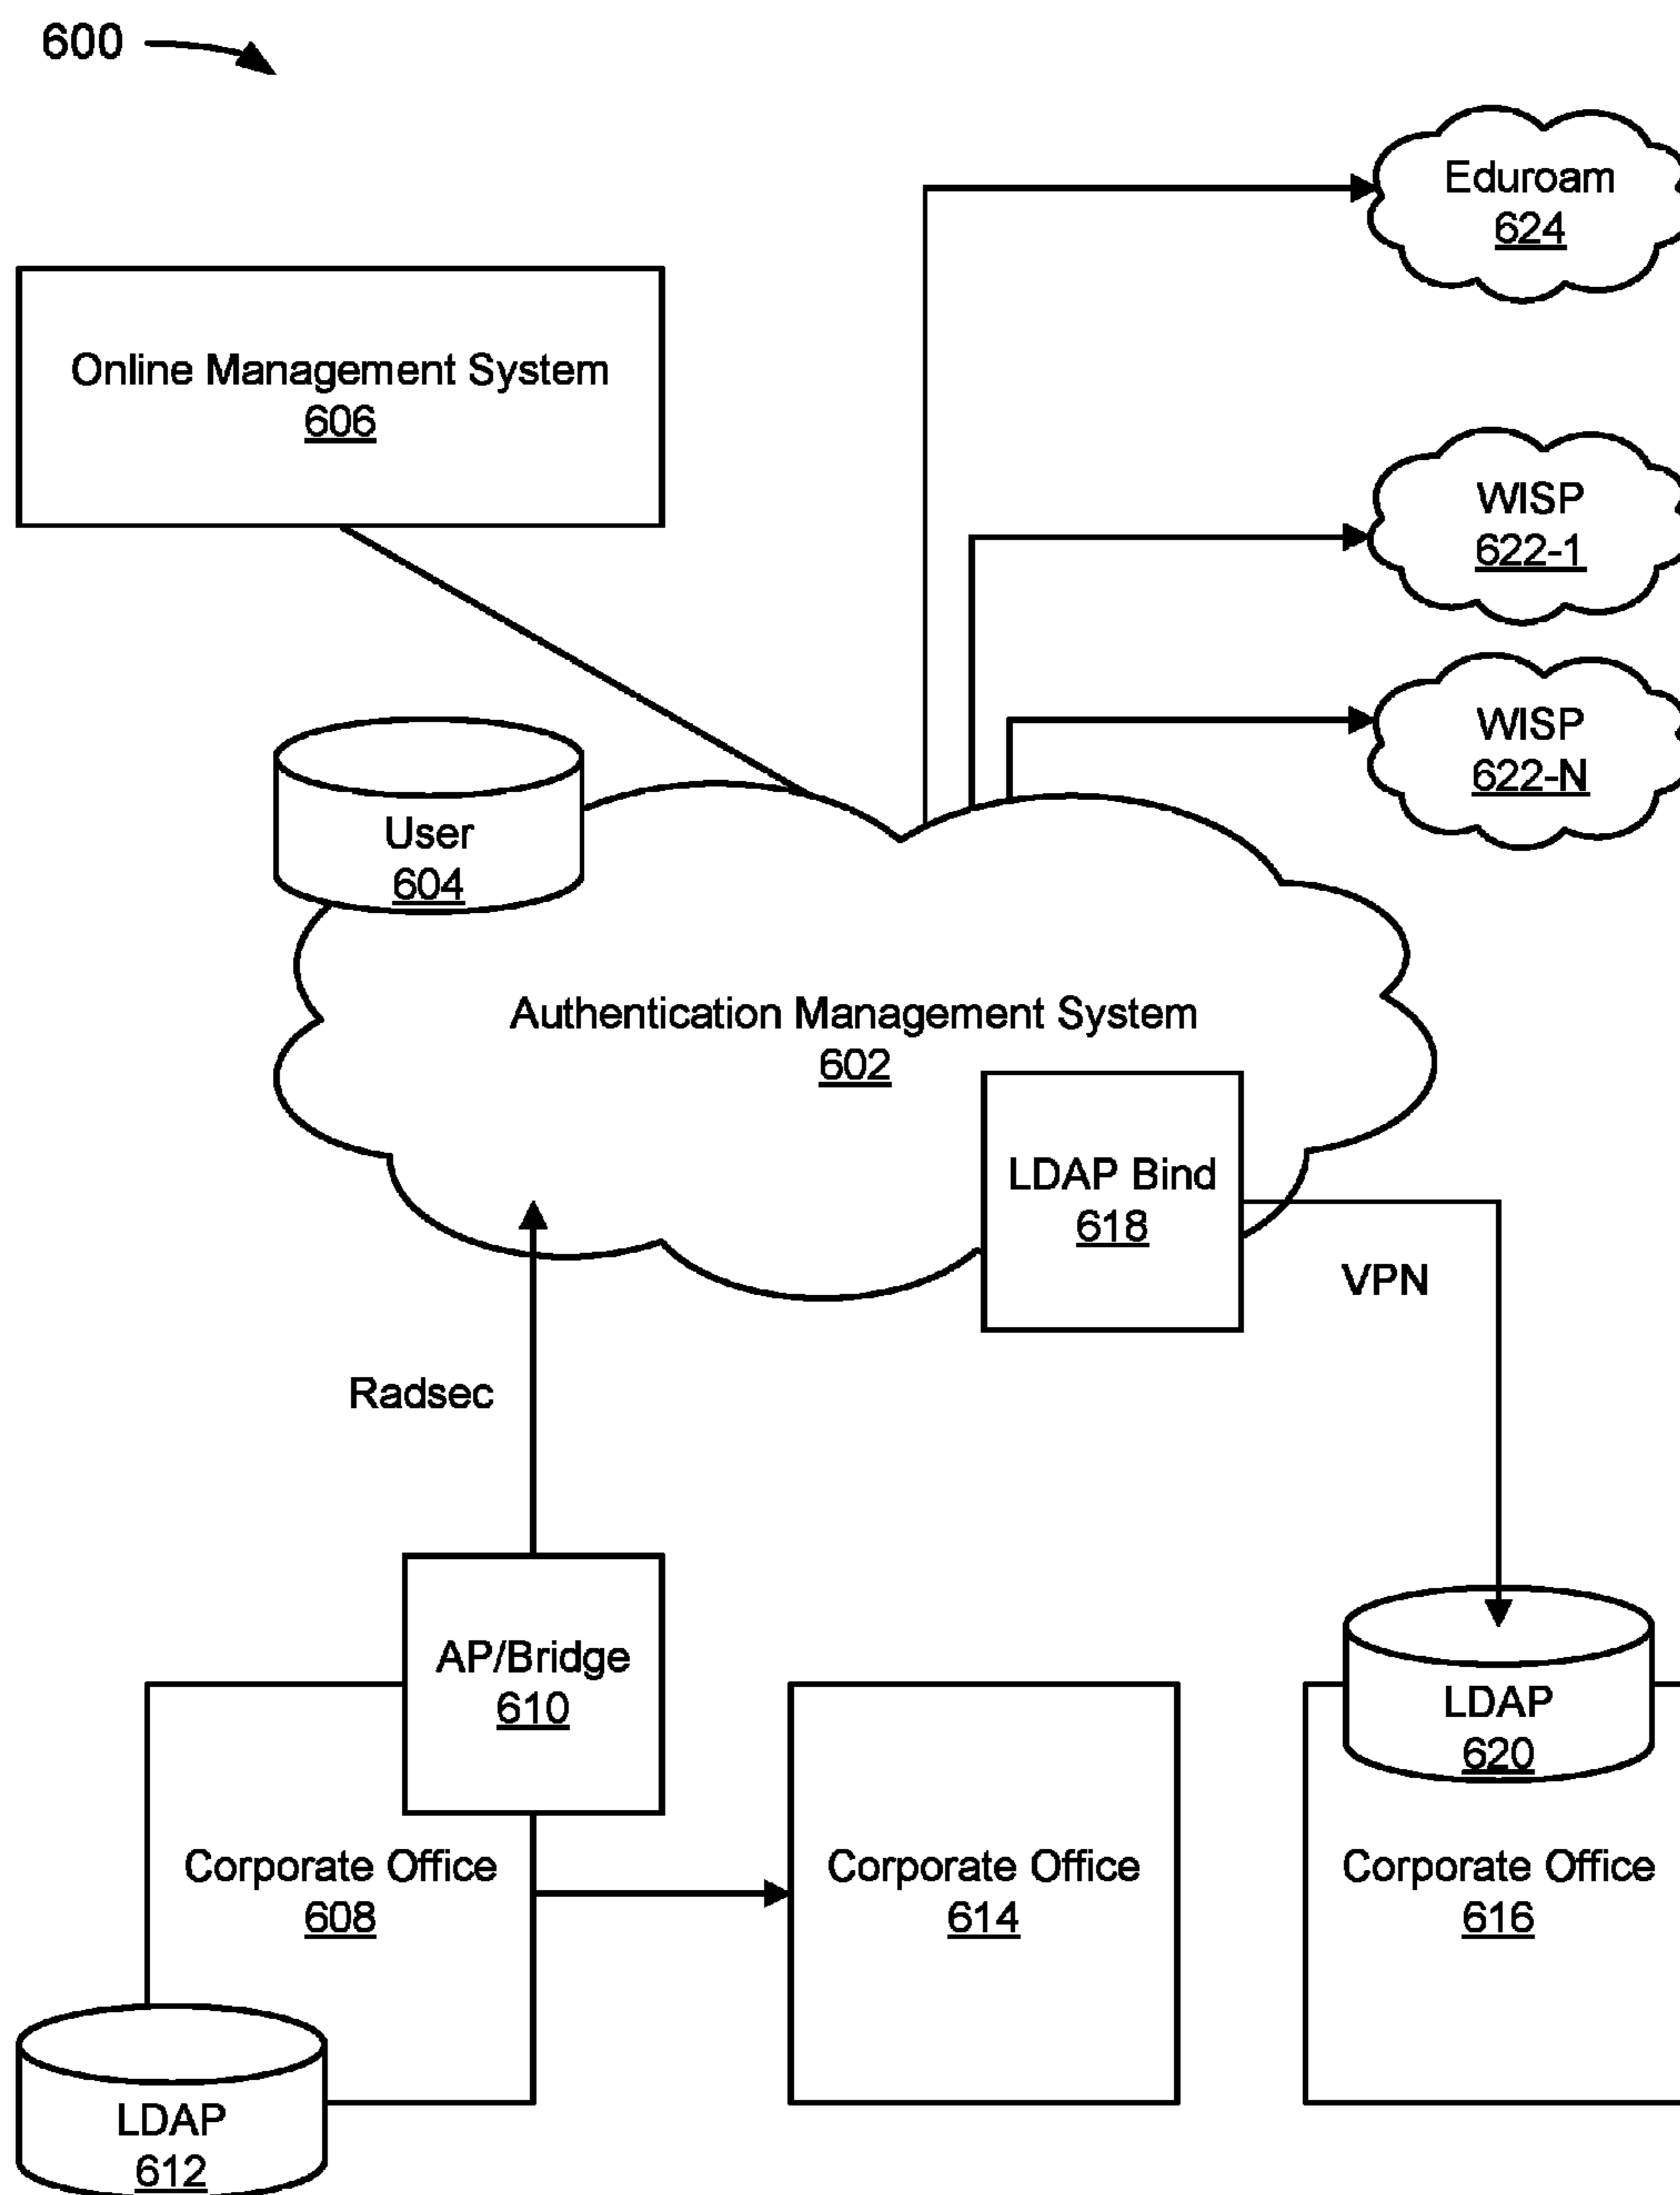 600
Eduroam
624
Online Management System
606
WISP
622-1
WISP
622-N
User
604
Authentication Management System
602
LDAP Bind
618
VPN
Radsec
AP/Bridge
610
LDAP
620
Corporate Office
608
Corporate Office
614
Corporate Office
616
LDAP
612